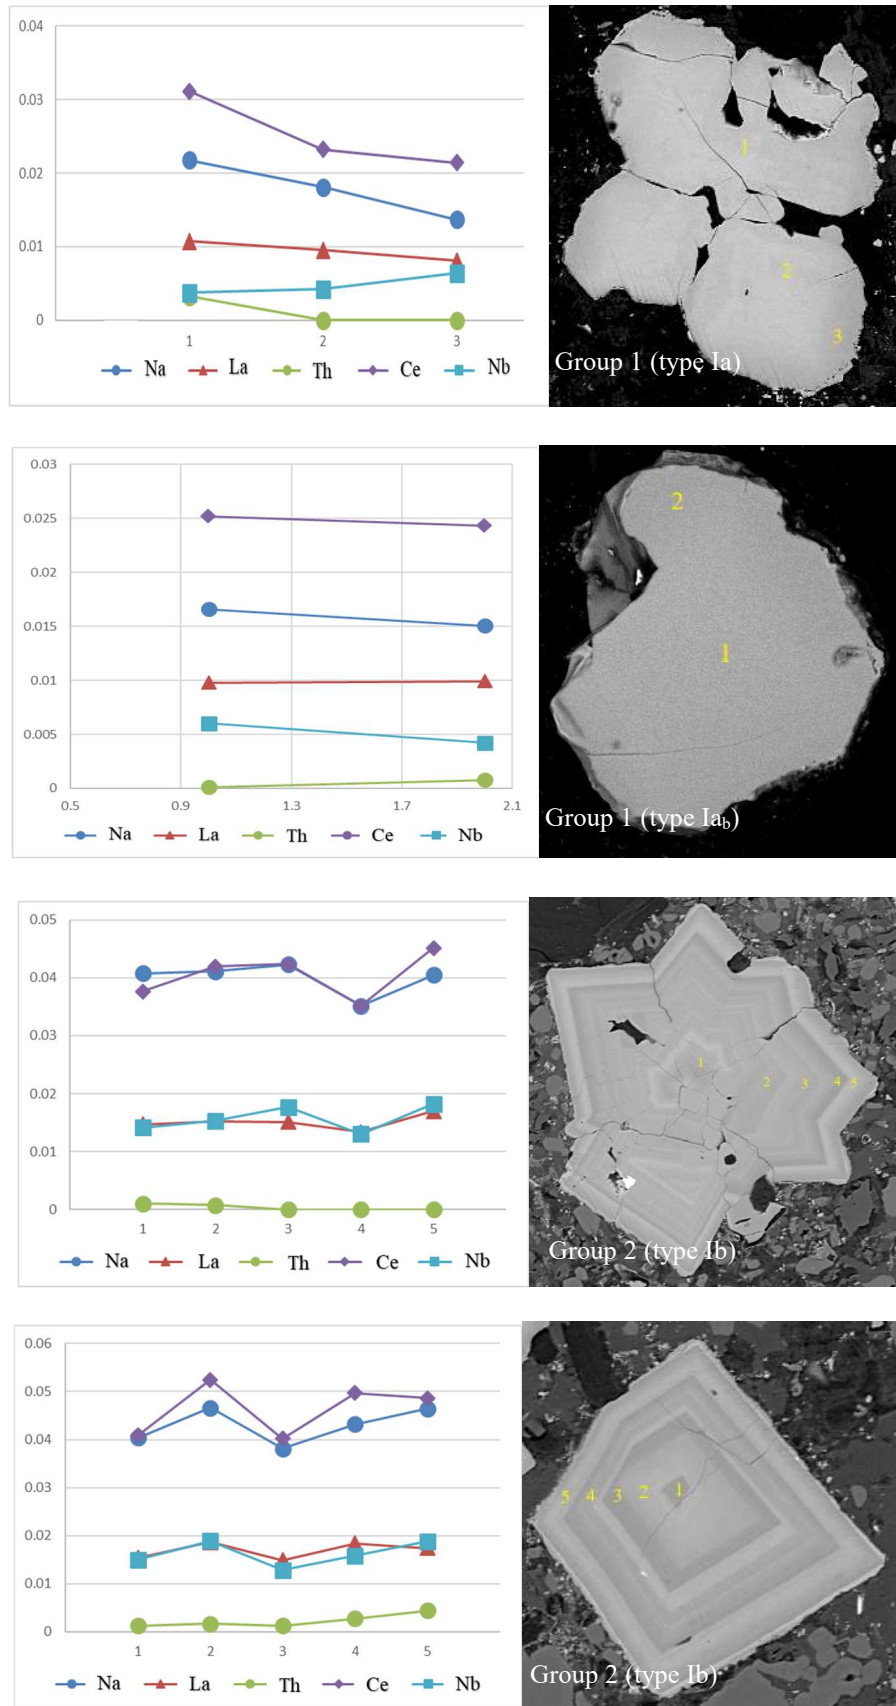 0.04
0.03
0.02
0.01
0
1 2 3
Na La Th Ce Nb
1
2
3
Group 1 (type Ia)
0.03
0.025
0.02
0.015
0.01
0.005
0
0.5 0.9 1.3 1.7 2.1
Na La Th Ce Nb
2
1
Group 1 (type Iab)
0.05
0.04
0.03
0.02
0.01
0
1 2 3 4 5
Na La Th Ce Nb
1
2 3 4 5
Group 2 (type Ib)
0.06
0.05
0.04
0.03
0.02
0.01
0
1 2 3 4 5
Na La Th Ce Nb
5 4 3 2 1
Group 2 (type Ib)